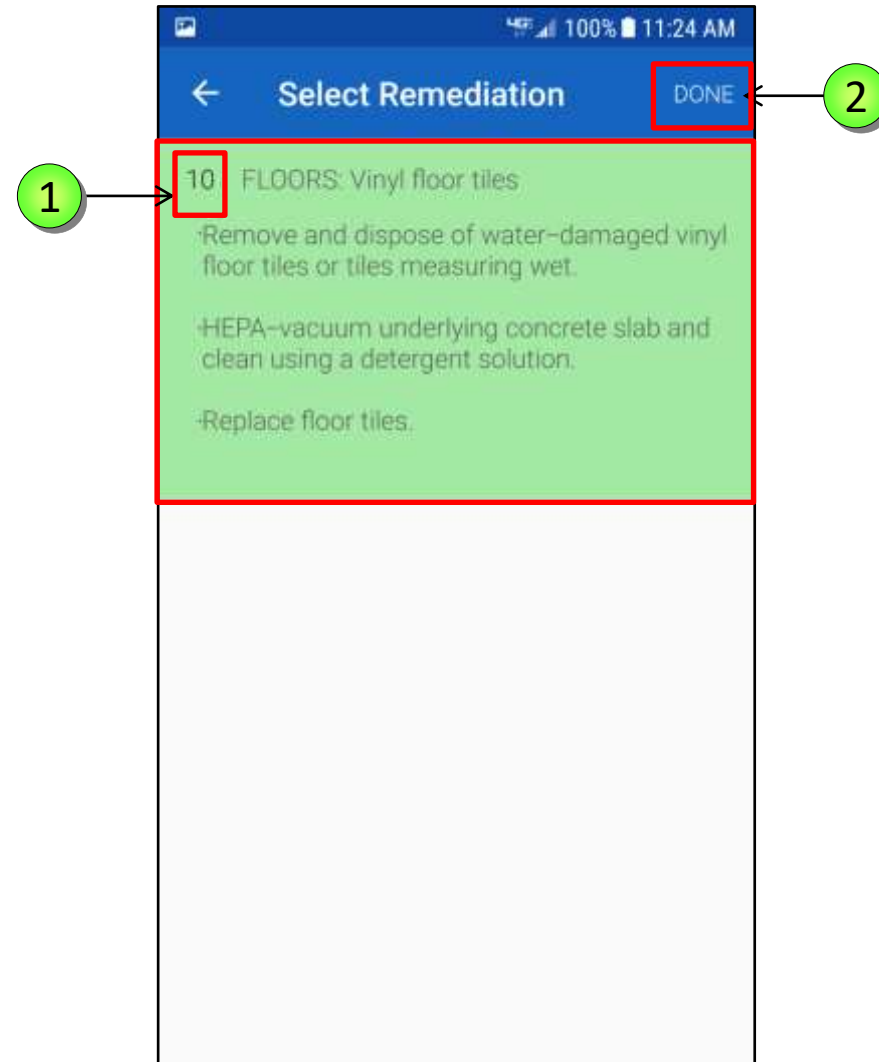 4GE 100% 11:24 AM
Select Remediation DONE
2
1
10 FLOORS: Vinyl floor tiles
-Remove and dispose of water-damaged vinyl
floor tiles or tiles measuring wet.
-HEPA-vacuum underlying concrete slab and
clean using a detergent solution.
-Replace floor tiles.